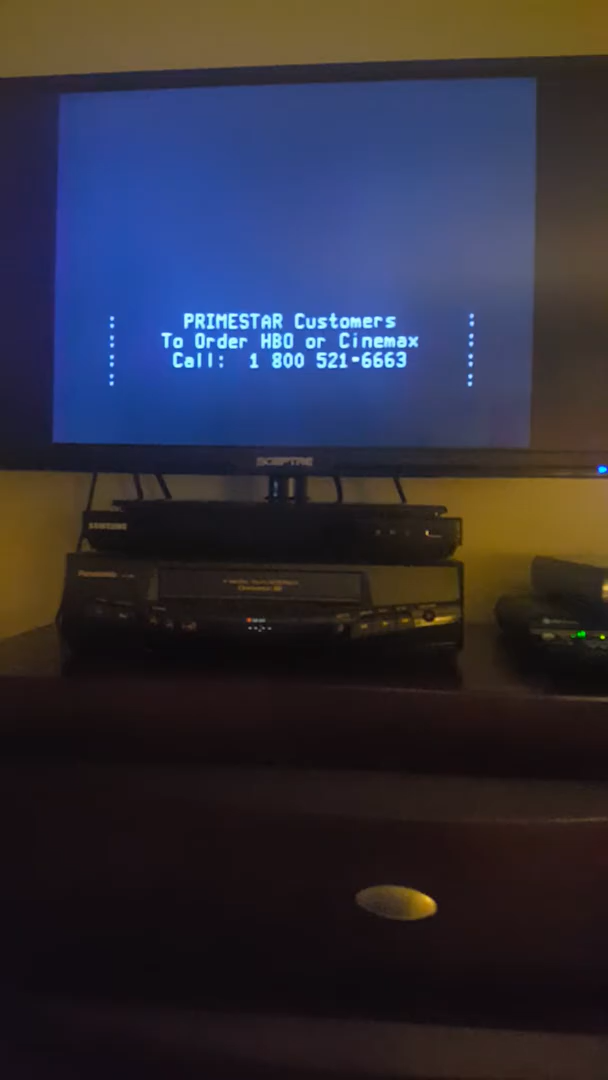 PRIMESTAR Customers
To Order HBO or Cinemax
Call: 1 800 521-6663
SCEPTRE
SAMSUNG
Panasonic